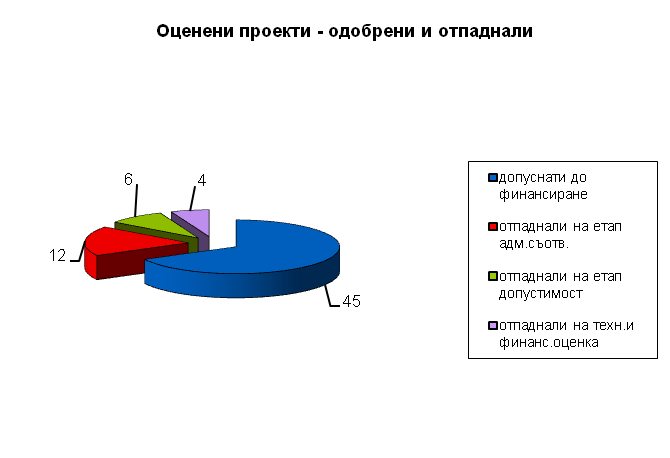 Оценени проекти - одобрени и отпаднали
6
4
12
45
допуснати до
финансиране
отпаднали на етап
адм.съотв.
отпаднали на етап
допустимост
отпаднали на техн.и
финанс.оценка